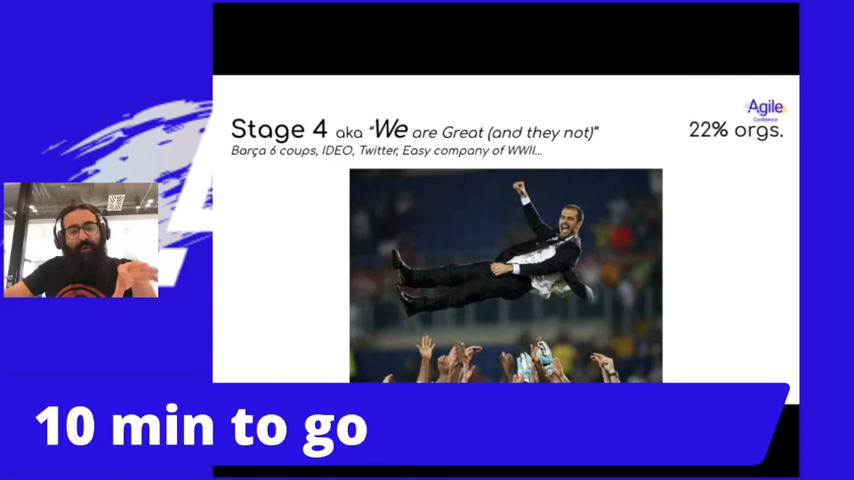 Stage 4 aka "We are Great (and they not)"
Barça 6 coups, IDEO, Twitter, Easy company of WWII...
Agile
Conference
22% orgs.
10 min to go